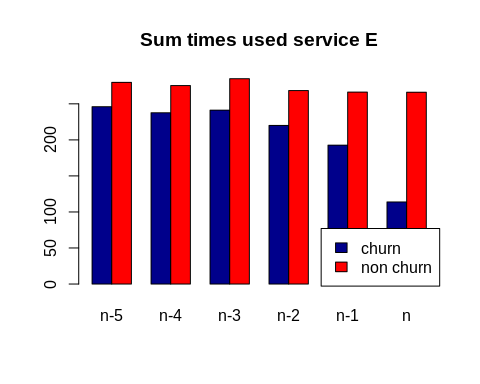 Sum times used service E
200
100
50
0
churn
non churn
n-5
n-4
n-3
n-2
n-1
n